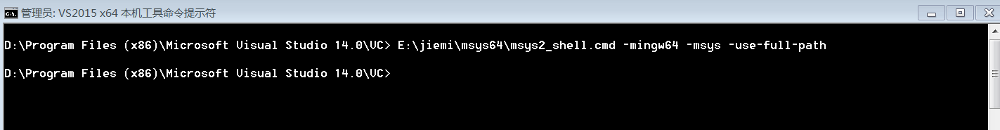 管理员: VS2015 x64 本机工具命令提示符
D:\Program Files (x86)\Microsoft Visual Studio 14.0\VC> E:\jiemi\msys64\msys2_shell.cmd -mingw64 -msys -use-full-path
D:\Program Files (x86)\Microsoft Visual Studio 14.0\VC>